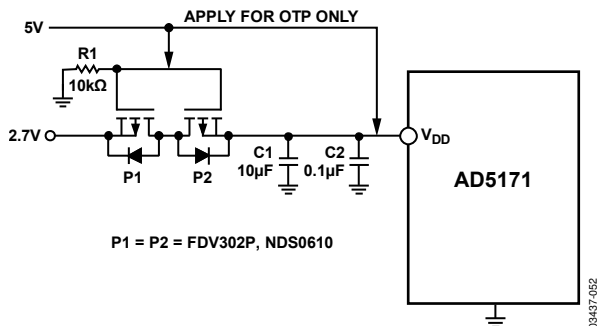 APPLY FOR OTP ONLY
5V
R1
10kΩ
2.7V
P1
P2
C1
10µF
C2
0.1µF
VDD
AD5171
P1 = P2 = FDV302P, NDS0610
03437-052